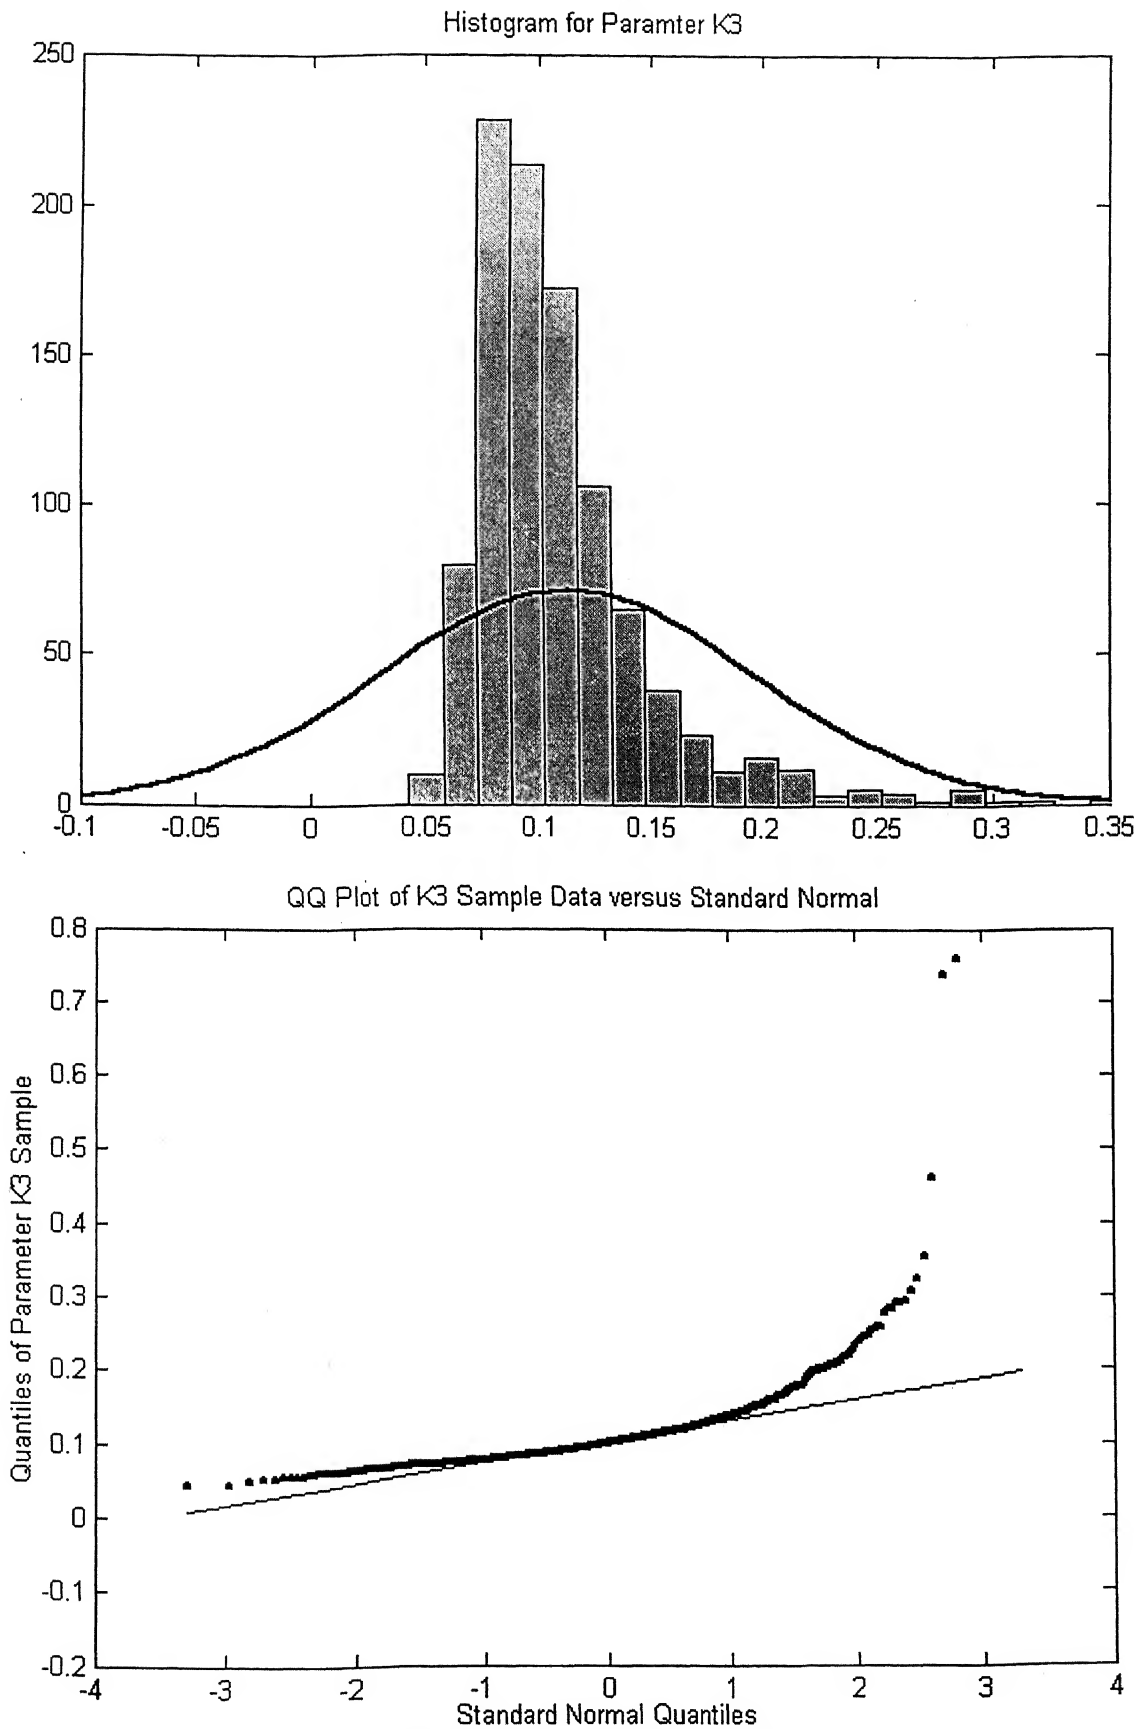 Histogram for Paramter K3
250
200
150
100
50
0
-0.1 -0.05 0 0.05 0.1 0.15 0.2 0.25 0.3 0.35
QQ Plot of K3 Sample Data versus Standard Normal
0.8
0.7
0.6
0.5
0.4
0.3
0.2
0.1
0
-0.1
-0.2
Quantiles of Parameter K3 Sample
-4 -3 -2 -1 0 1 2 3 4
Standard Normal Quantiles